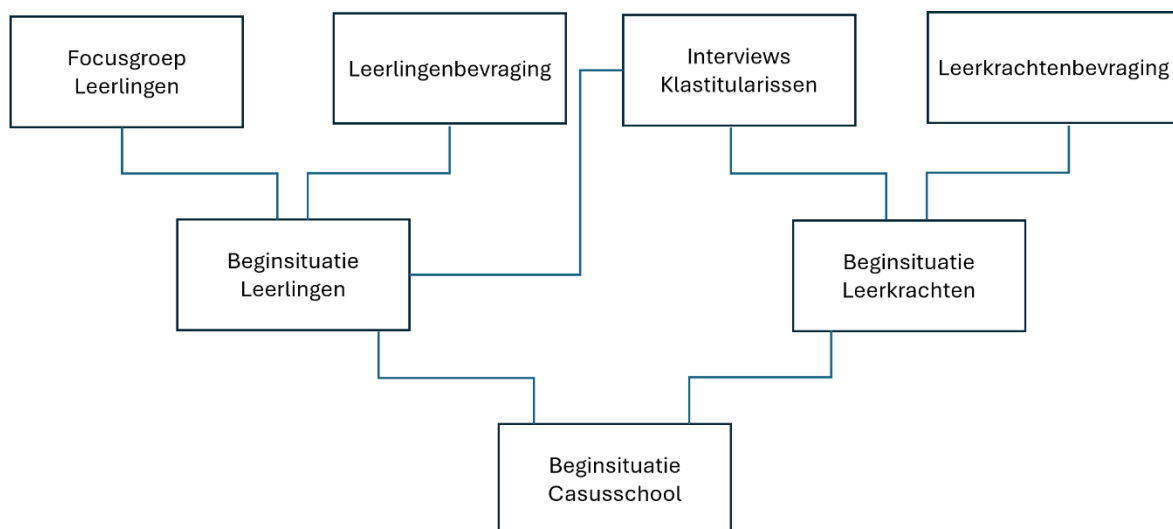 Focusgroep
Leerlingen
Leerlingenbevraging
Interviews
Klastitularissen
Leerkrachtenbevraging
Beginsituatie
Leerlingen
Beginsituatie
Leerkrachten
Beginsituatie
Casusschool